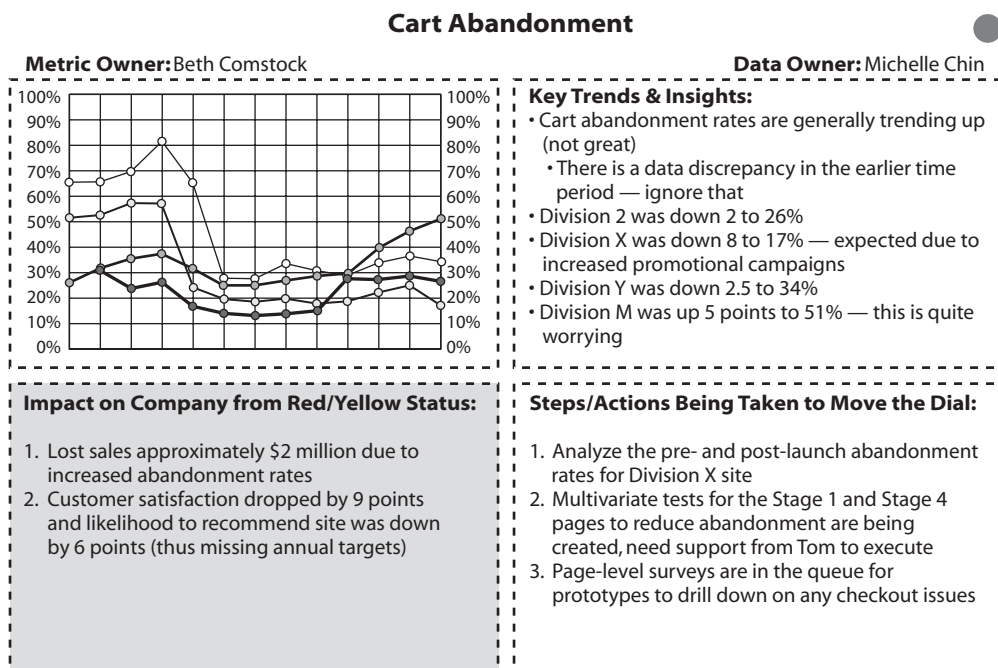 Cart Abandonment
Metric Owner: Beth Comstock
Data Owner: Michelle Chin
100%
90%
80%
70%
60%
50%
40%
30%
20%
10%
0%
100%
90%
80%
70%
60%
50%
40%
30%
20%
10%
0%
Key Trends & Insights:
• Cart abandonment rates are generally trending up
(not great)
• There is a data discrepancy in the earlier time
period — ignore that
• Division 2 was down 2 to 26%
• Division X was down 8 to 17% — expected due to
increased promotional campaigns
• Division Y was down 2.5 to 34%
• Division M was up 5 points to 51% — this is quite
worrying
Impact on Company from Red/Yellow Status:
1. Lost sales approximately $2 million due to
increased abandonment rates
2. Customer satisfaction dropped by 9 points
and likelihood to recommend site was down
by 6 points (thus missing annual targets)
Steps/Actions Being Taken to Move the Dial:
1. Analyze the pre- and post-launch abandonment
rates for Division X site
2. Multivariate tests for the Stage 1 and Stage 4
pages to reduce abandonment are being
created, need support from Tom to execute
3. Page-level surveys are in the queue for
prototypes to drill down on any checkout issues